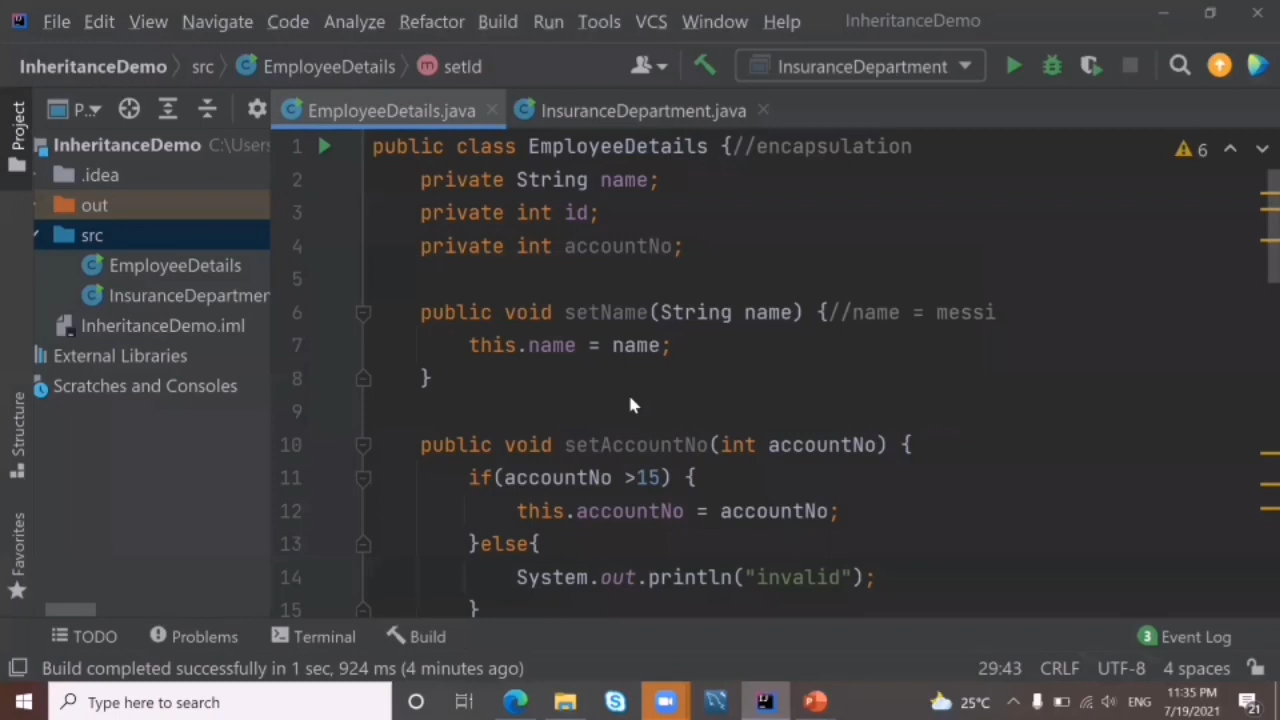 File Edit View Navigate Code Analyze Refactor Build Run Tools VCS Window Help InheritanceDemo
InheritanceDemo src EmployeeDetails m setId InsuranceDepartment
Project P... EmployeeDetails.java InsuranceDepartment.java
InheritanceDemo C:\Users
.idea
out
src
EmployeeDetails
InsuranceDepartmen
InheritanceDemo.iml
External Libraries
Scratches and Consoles
Structure
Favorites
1 public class EmployeeDetails {//encapsulation
2 private String name;
3 private int id;
4 private int accountNo;
5
6 public void setName(String name) {//name = messi
7 this.name = name;
8 }
9
10 public void setAccountNo(int accountNo) {
11 if(accountNo >15) {
12 this.accountNo = accountNo;
13 }else{
14 System.out.println("invalid");
15 }
6
TODO Problems Terminal Build 3 Event Log
Build completed successfully in 1 sec, 924 ms (4 minutes ago) 29:43 CRLF UTF-8 4 spaces
Type here to search 25°C ENG 11:35 PM
7/19/2021 21